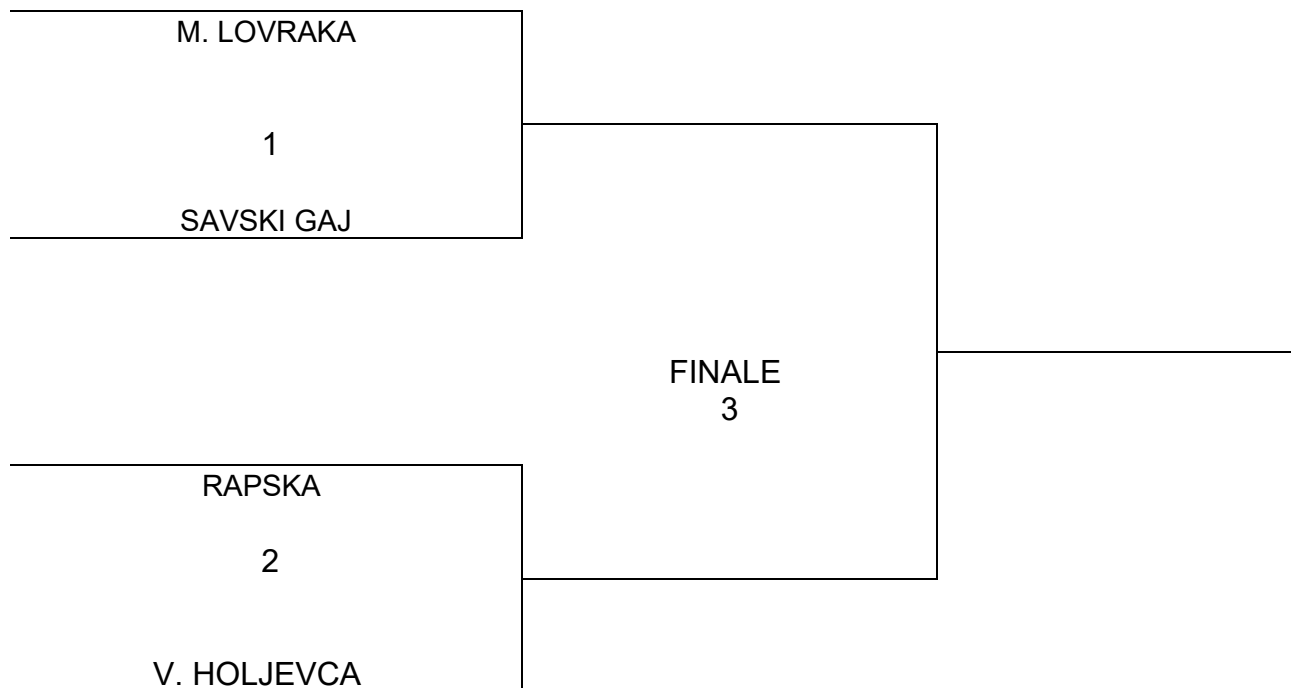 M. LOVRAKA
1
SAVSKI GAJ
FINALE
3
RAPSKA
2
V. HOLJEVCA